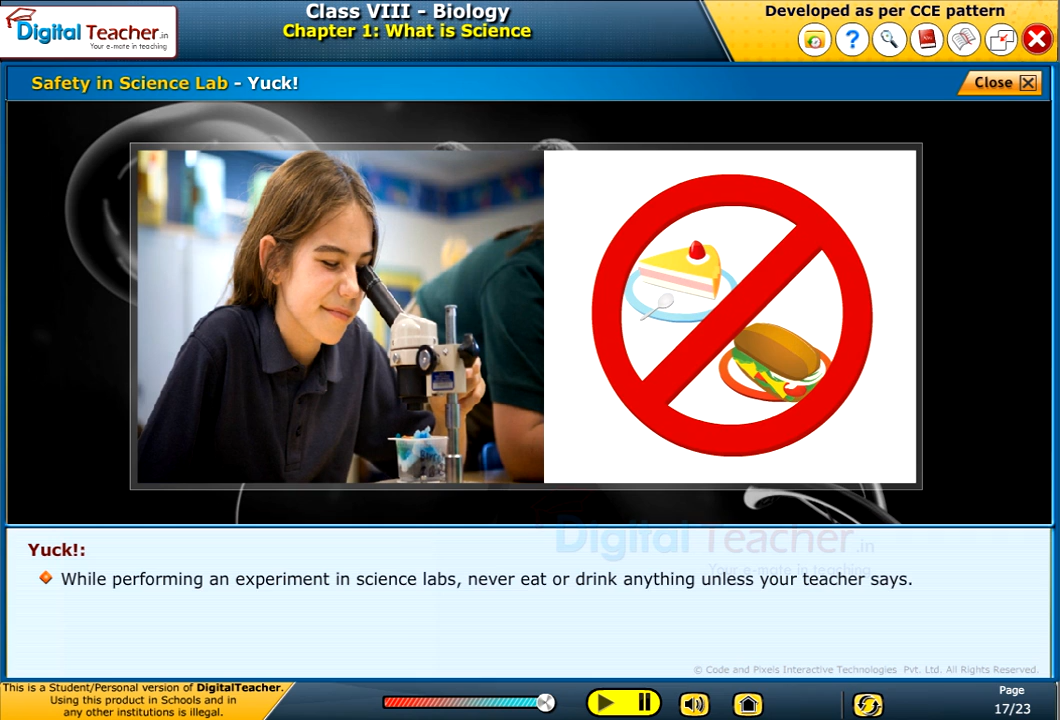 Digital Teacher.in
Your e-mate in teaching
Class VIII - Biology
Chapter 1: What is Science
Developed as per CCE pattern
Safety in Science Lab - Yuck!
Close
Digital Teacher.in
Your e-mate in teaching
Yuck!:
While performing an experiment in science labs, never eat or drink anything unless your teacher says.
© Code and Pixels Interactive Technologies Pvt. Ltd. All Rights Reserved.
This is a Student/Personal version of DigitalTeacher.
Using this product in Schools and in
any other institutions is illegal.
Page
17/23